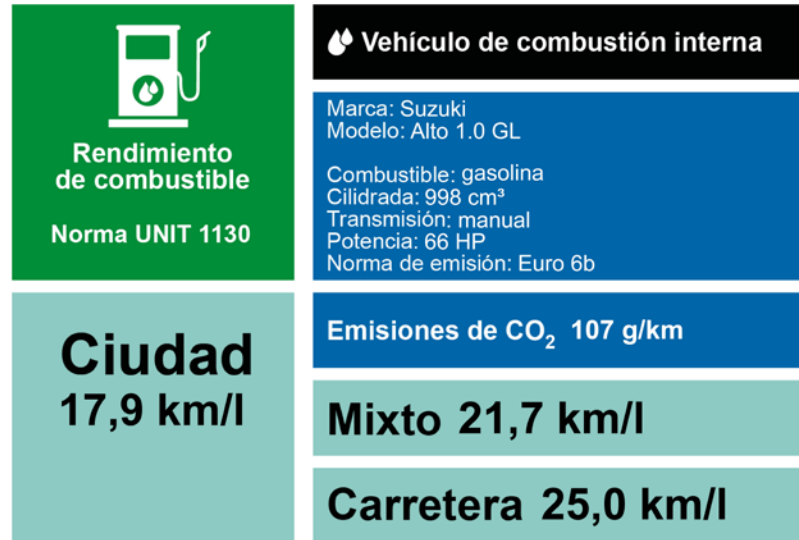 Rendimiento
de combustible
Norma UNIT 1130
Vehículo de combustión interna
Marca: Suzuki
Modelo: Alto 1.0 GL
Combustible: gasolina
Cilidrada: 998 cm³
Transmisión: manual
Potencia: 66 HP
Norma de emisión: Euro 6b
Ciudad
17,9 km/l
Emisiones de CO₂ 107 g/km
Mixto 21,7 km/l
Carretera 25,0 km/l